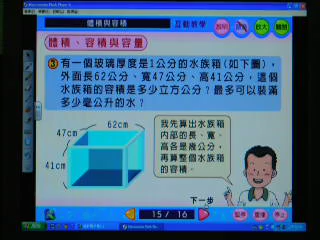 體積與容積
互動教學
放大
體積、容積與容量
3 有一個玻璃厚度是1公分的水族箱(如下圖),
外面長62公分、寬47公分、高41公分,這個
水族箱的容積是多少立方公分?最多可以裝滿
多少毫公升的水?
62cm
47cm
41cm
我先算出水族箱
內部的長、寬、
高各是幾公分,
再算整個水族箱
的容積。
下一步
15 / 16